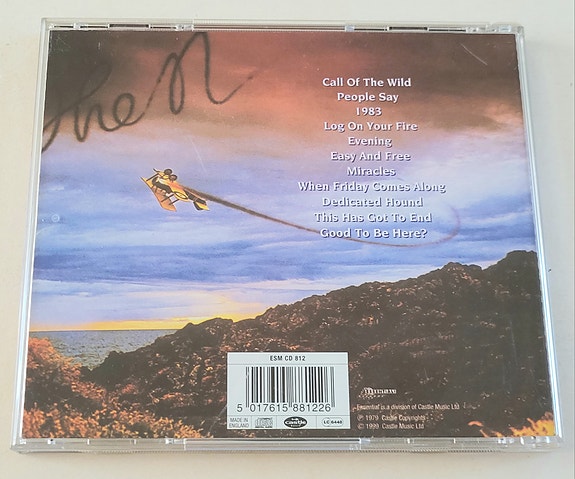 then
Call Of The Wild
People Say
1983
Log On Your Fire
Evening
Easy And Free
Miracles
When Friday Comes Along
Dedicated Hound
This Has Got To End
Good To Be Here?
ESM CD 812
5 017615 881226
MADE IN
ENGLAND
Castle
LC 6448
Essential is a division of Castle Music Ltd
Ⓟ 1979 Castle Copyrights
© 1999 Castle Music Ltd